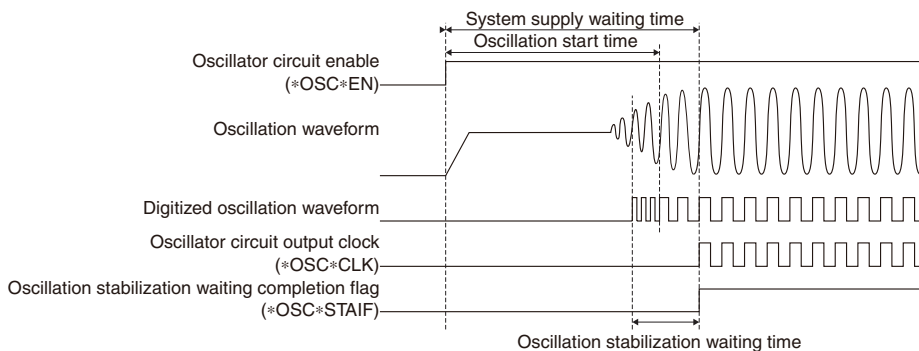 System supply waiting time
Oscillation start time
Oscillator circuit enable
(*OSC*EN)
Oscillation waveform
Digitized oscillation waveform
Oscillator circuit output clock
(*OSC*CLK)
Oscillation stabilization waiting completion flag
(*OSC*STAIF)
Oscillation stabilization waiting time